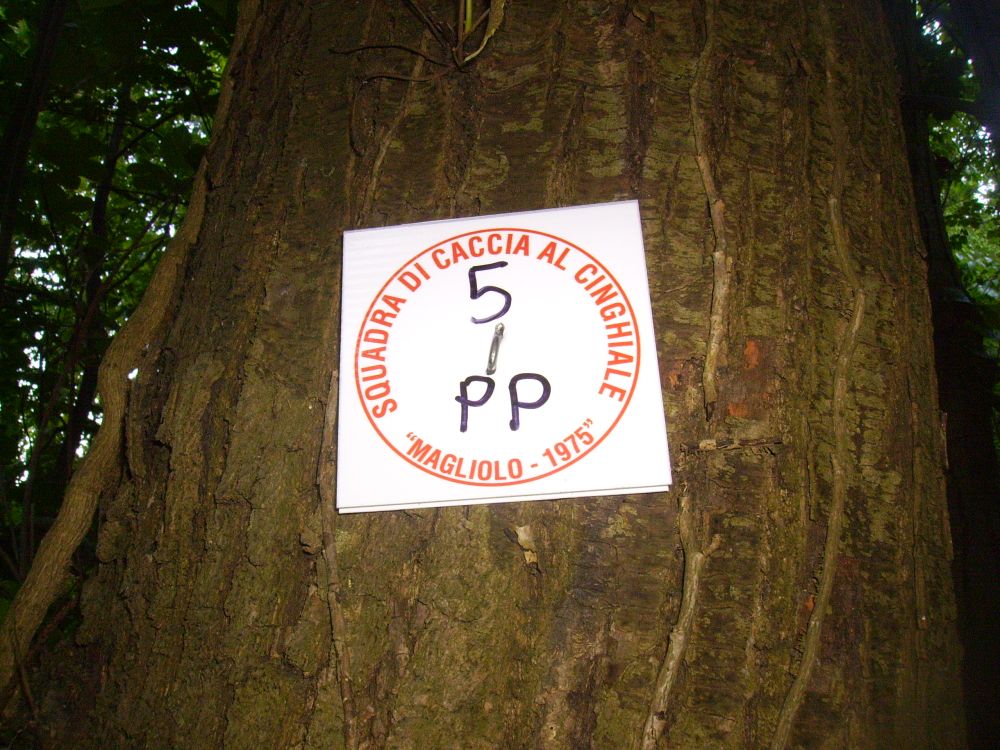 SQUADRA DI CACCIA AL CINGHIALE
5
PP
"MAGLIOLO - 1975"